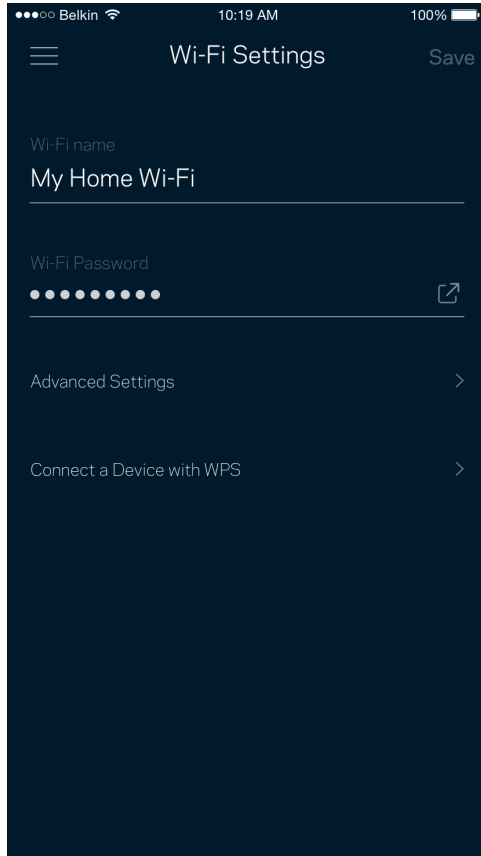 Belkin 10:19 AM 100%
Wi-Fi Settings Save
Wi-Fi name
My Home Wi-Fi
Wi-Fi Password
●●●●●●●●●
Advanced Settings
Connect a Device with WPS